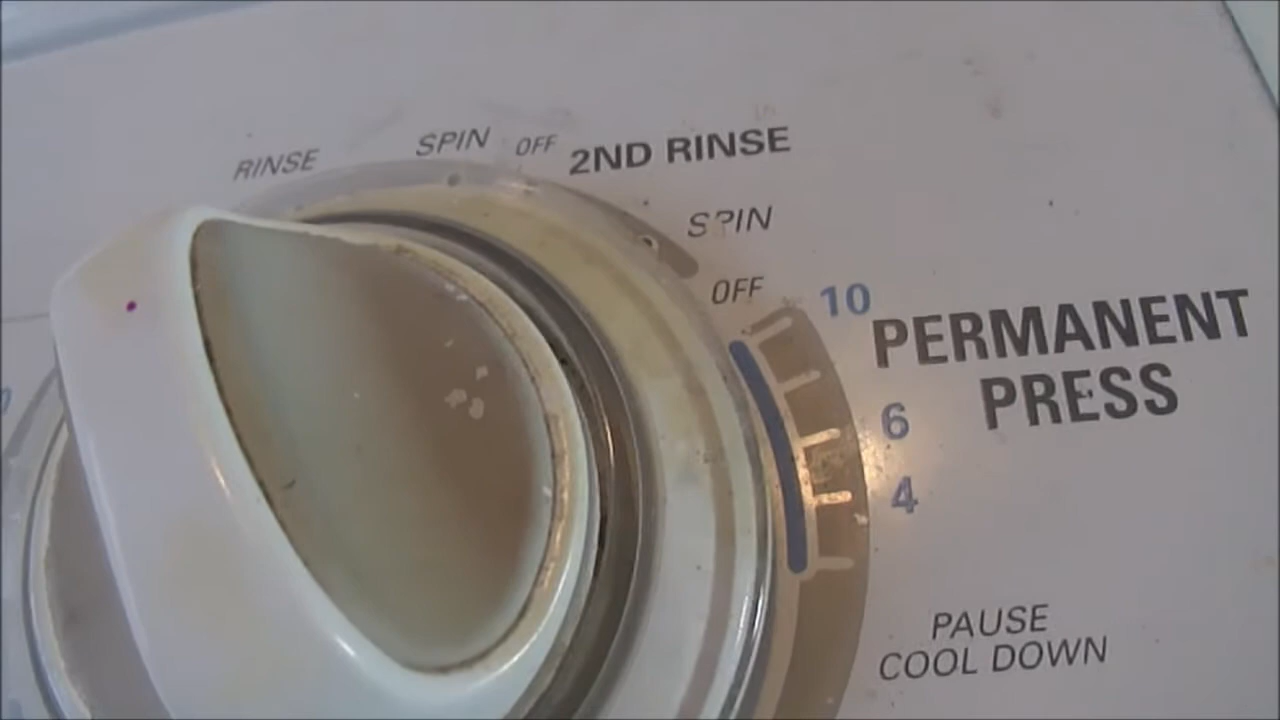 RINSE
SPIN
OFF
2ND RINSE
SPIN
OFF
10
PERMANENT
PRESS
6
4
PAUSE
COOL DOWN